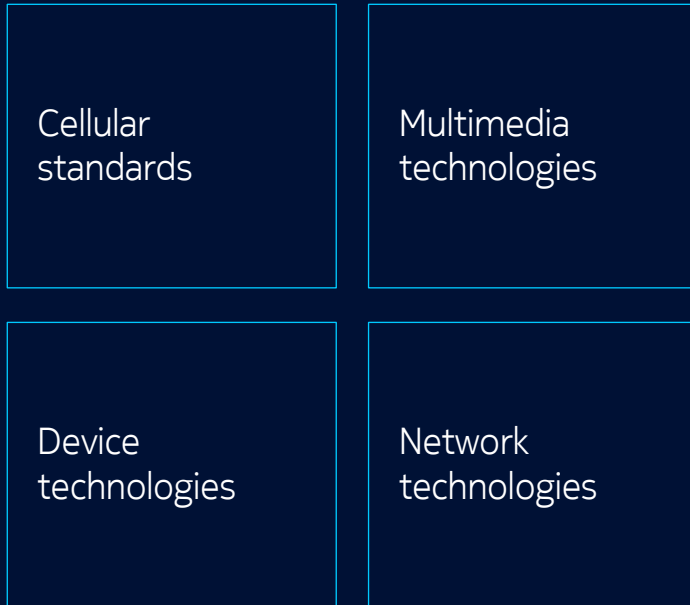 Cellular
standards
Multimedia
technologies
Device
technologies
Network
technologies